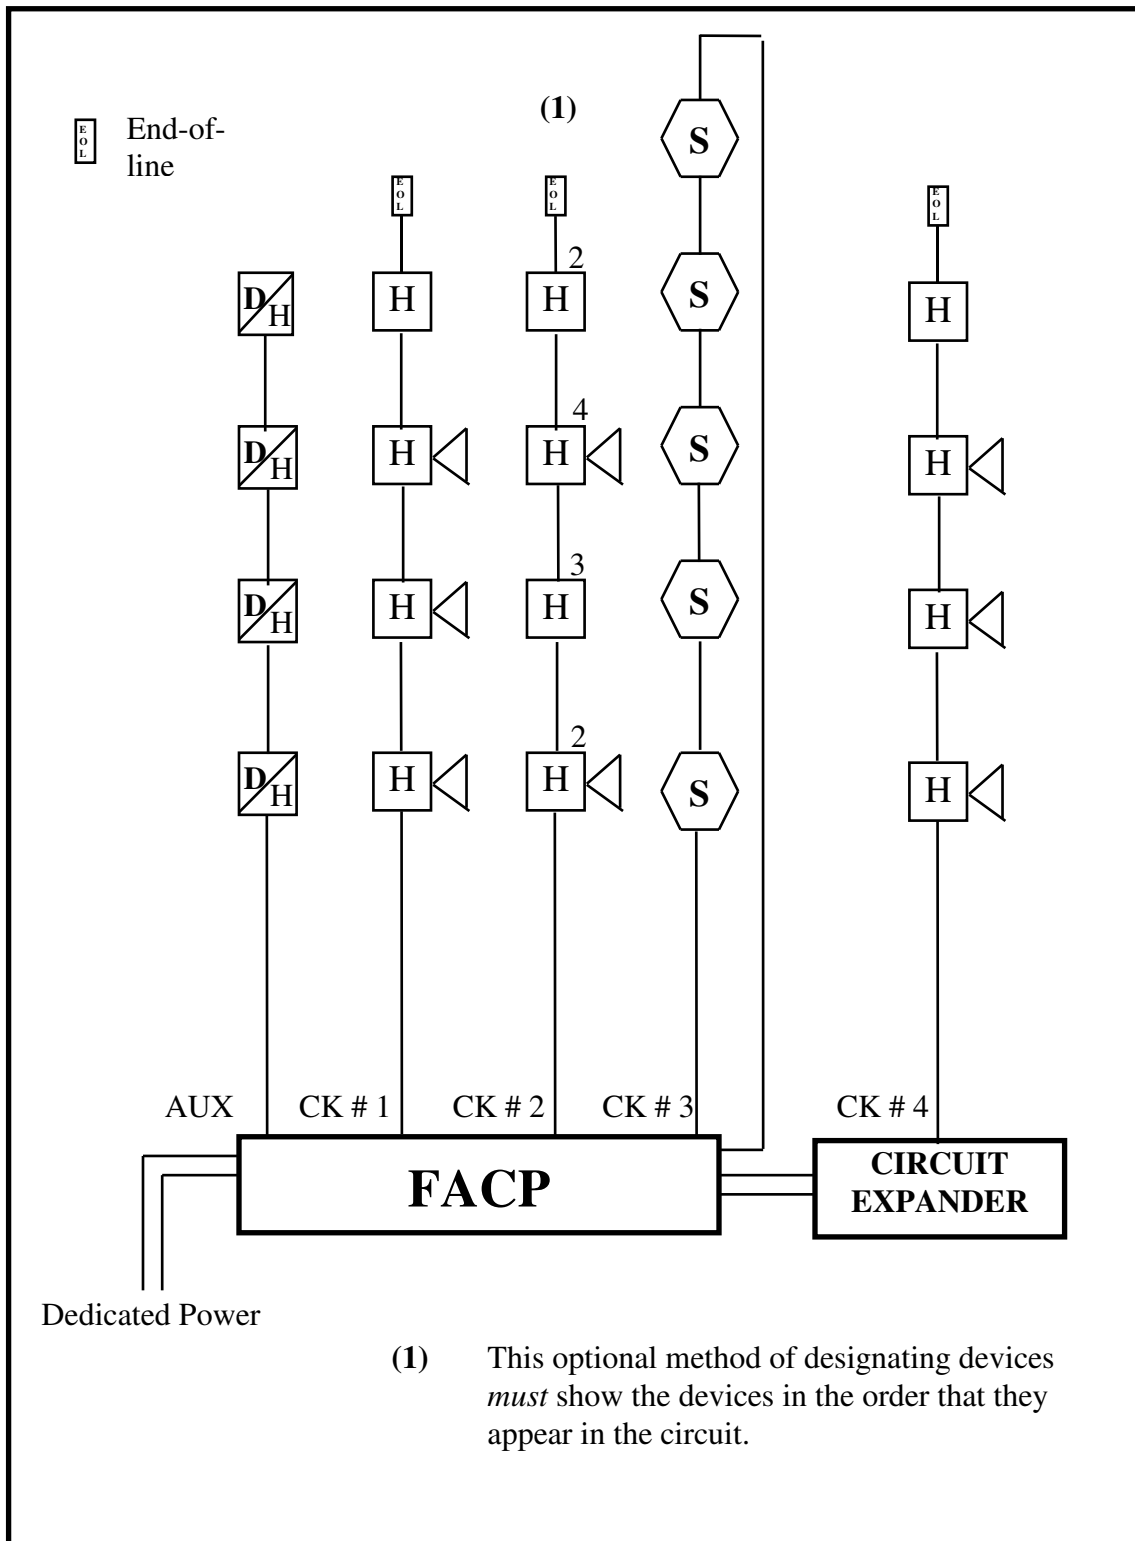 (1)
E
O
L
End-of-
line
S
E
O
L
E
O
L
E
O
L
2
D/H
H
H
S
H
4
D/H
H
H
S
H
3
D/H
H
H
S
H
2
D/H
H
H
S
H
AUX
CK # 1
CK # 2
CK # 3
CK # 4
FACP
CIRCUIT
EXPANDER
Dedicated Power
(1) This optional method of designating devices
must show the devices in the order that they
appear in the circuit.